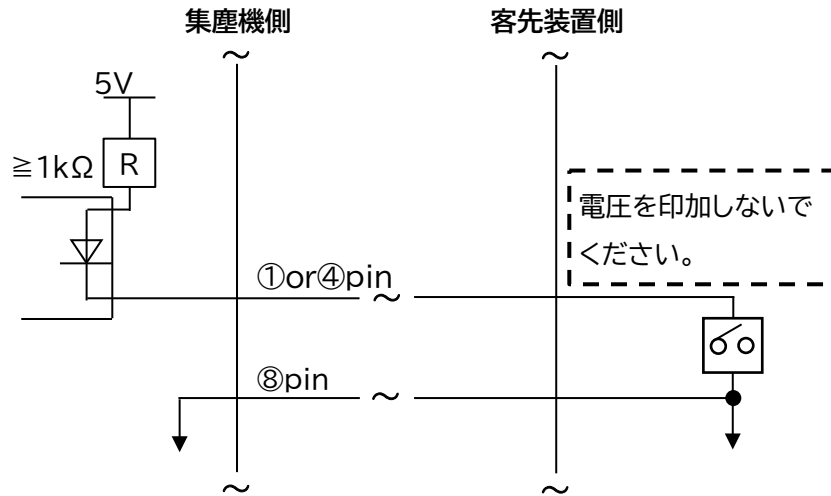 集塵機側
客先装置側
5V
≧1kΩ
R
電圧を印加しないで
ください。
①or④pin
⑧pin